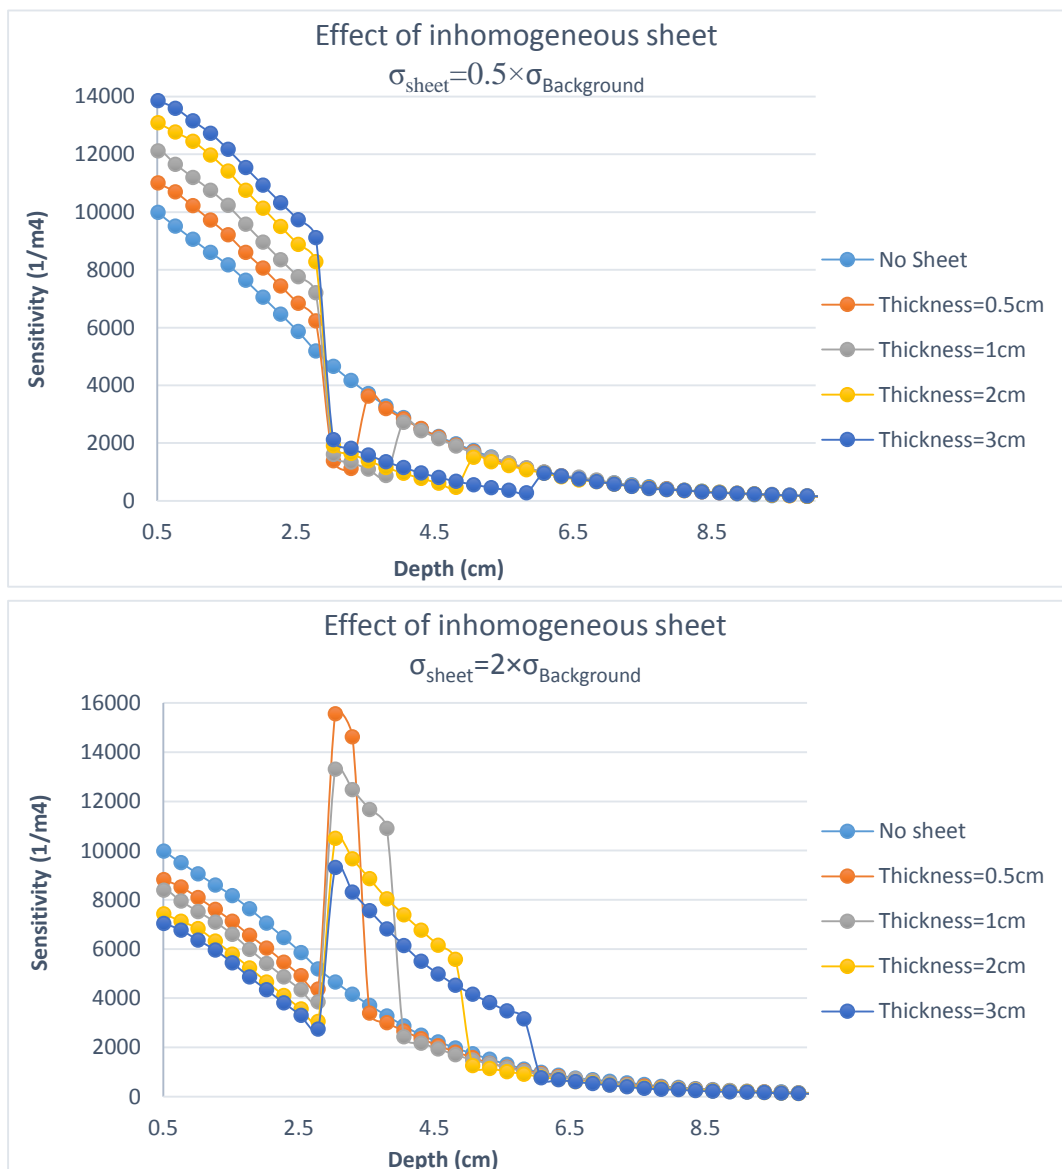 Effect of inhomogeneous sheet
σsheet=0.5×σBackground
14000
12000
10000
8000
6000
4000
2000
0
Sensitivity (1/m4)
0.5 2.5 4.5 6.5 8.5
Depth (cm)
No Sheet
Thickness=0.5cm
Thickness=1cm
Thickness=2cm
Thickness=3cm
Effect of inhomogeneous sheet
σsheet=2×σBackground
16000
14000
12000
10000
8000
6000
4000
2000
0
Sensitivity (1/m4)
0.5 2.5 4.5 6.5 8.5
Depth (cm)
No sheet
Thickness=0.5cm
Thickness=1cm
Thickness=2cm
Thickness=3cm